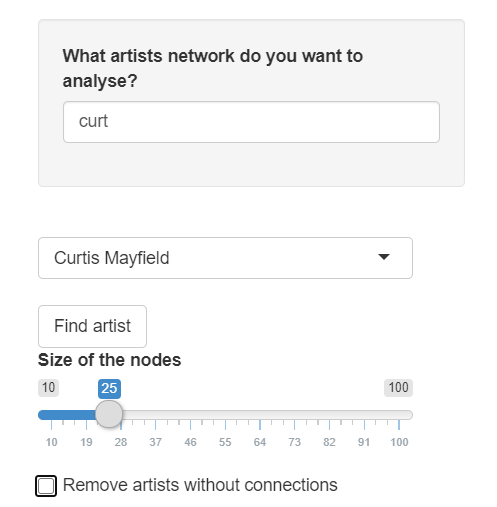 What artists network do you want to
analyse?
curt
Curtis Mayfield
Find artist
Size of the nodes
10 25 100
10 19 28 37 46 55 64 73 82 91 100
Remove artists without connections